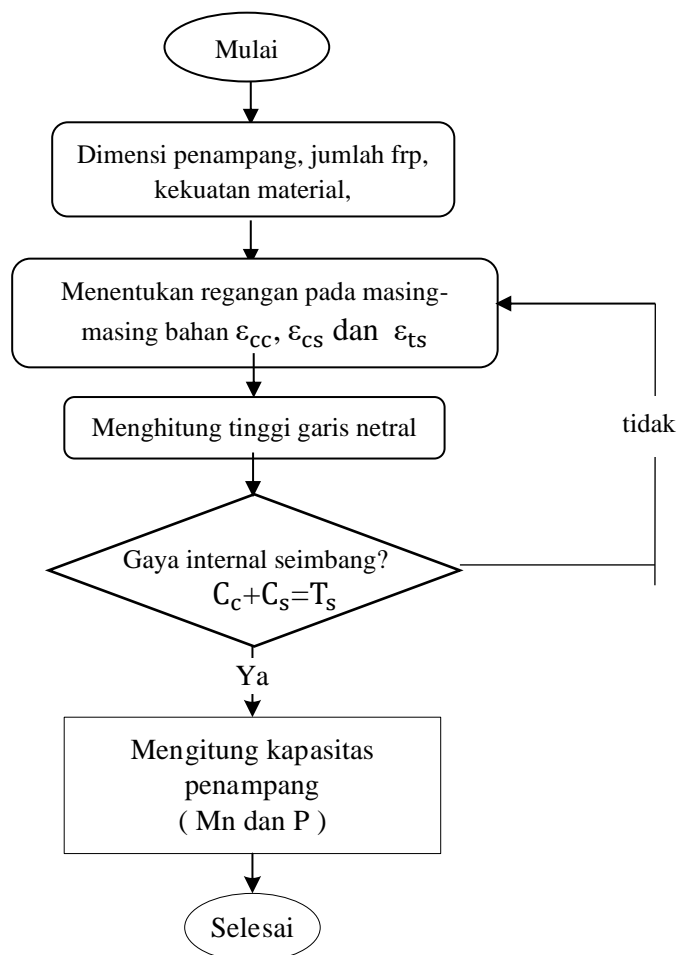 Mulai
Dimensi penampang, jumlah frp,
kekuatan material,
Menentukan regangan pada masing-
masing bahan εcc, εcs dan εts
Menghitung tinggi garis netral
tidak
Gaya internal seimbang?
Cc+Cs=Ts
Ya
Mengitung kapasitas
penampang
( Mn dan P )
Selesai